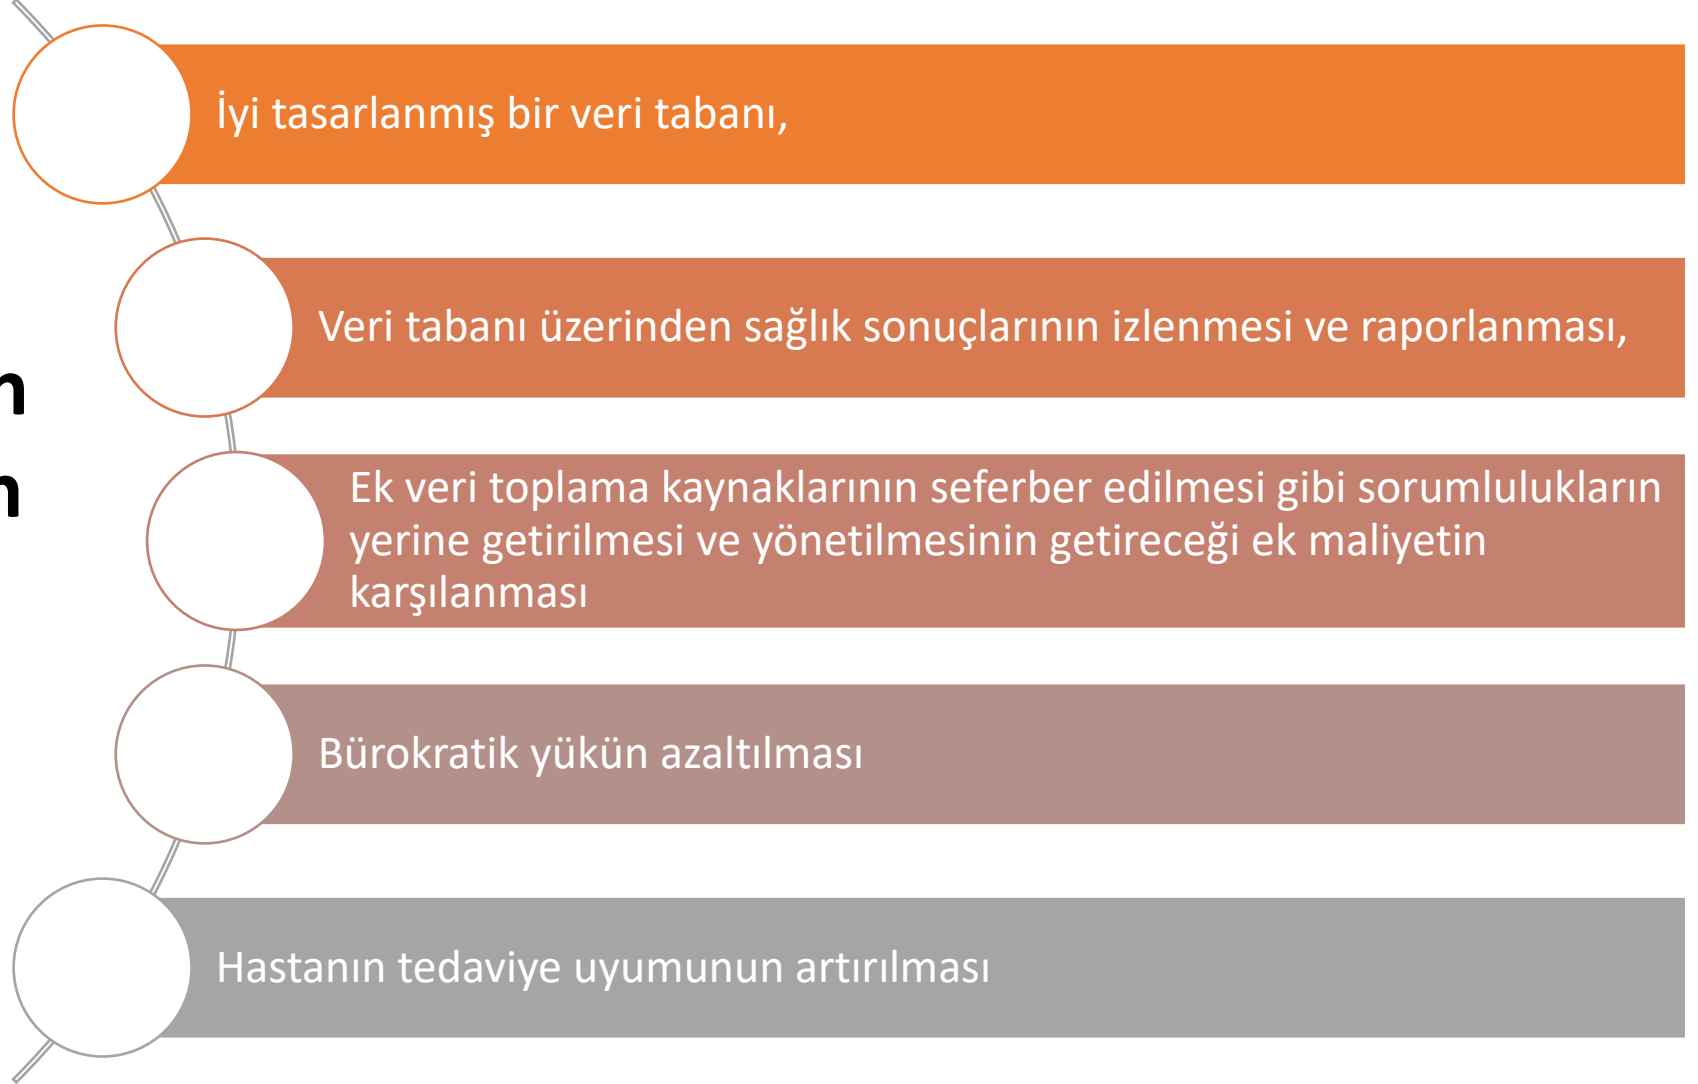 İyi tasarlanmış bir veri tabanı,
Veri tabanı üzerinden sağlık sonuçlarının izlenmesi ve raporlanması,
Ek veri toplama kaynaklarının seferber edilmesi gibi sorumlulukların
yerine getirilmesi ve yönetilmesinin getireceği ek maliyetin
karşılanması
Bürokratik yükün azaltılması
Hastanın tedaviye uyumunun artırılması